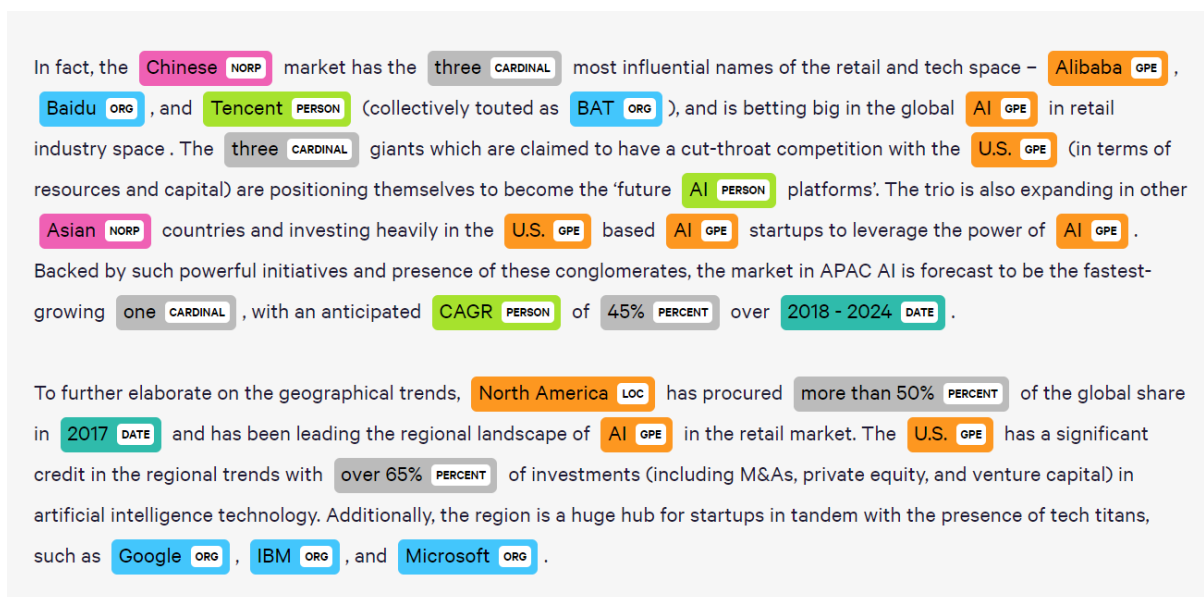 In fact, the Chinese NORP market has the three CARDINAL most influential names of the retail and tech space – Alibaba GPE ,
Baidu ORG , and Tencent PERSON (collectively touted as BAT ORG ), and is betting big in the global AI GPE in retail
industry space . The three CARDINAL giants which are claimed to have a cut-throat competition with the U.S. GPE (in terms of
resources and capital) are positioning themselves to become the ‘future AI PERSON platforms’. The trio is also expanding in other
Asian NORP countries and investing heavily in the U.S. GPE based AI GPE startups to leverage the power of AI GPE .
Backed by such powerful initiatives and presence of these conglomerates, the market in APAC AI is forecast to be the fastest-
growing one CARDINAL , with an anticipated CAGR PERSON of 45% PERCENT over 2018 - 2024 DATE .
To further elaborate on the geographical trends, North America LOC has procured more than 50% PERCENT of the global share
in 2017 DATE and has been leading the regional landscape of AI GPE in the retail market. The U.S. GPE has a significant
credit in the regional trends with over 65% PERCENT of investments (including M&As, private equity, and venture capital) in
artificial intelligence technology. Additionally, the region is a huge hub for startups in tandem with the presence of tech titans,
such as Google ORG , IBM ORG , and Microsoft ORG .